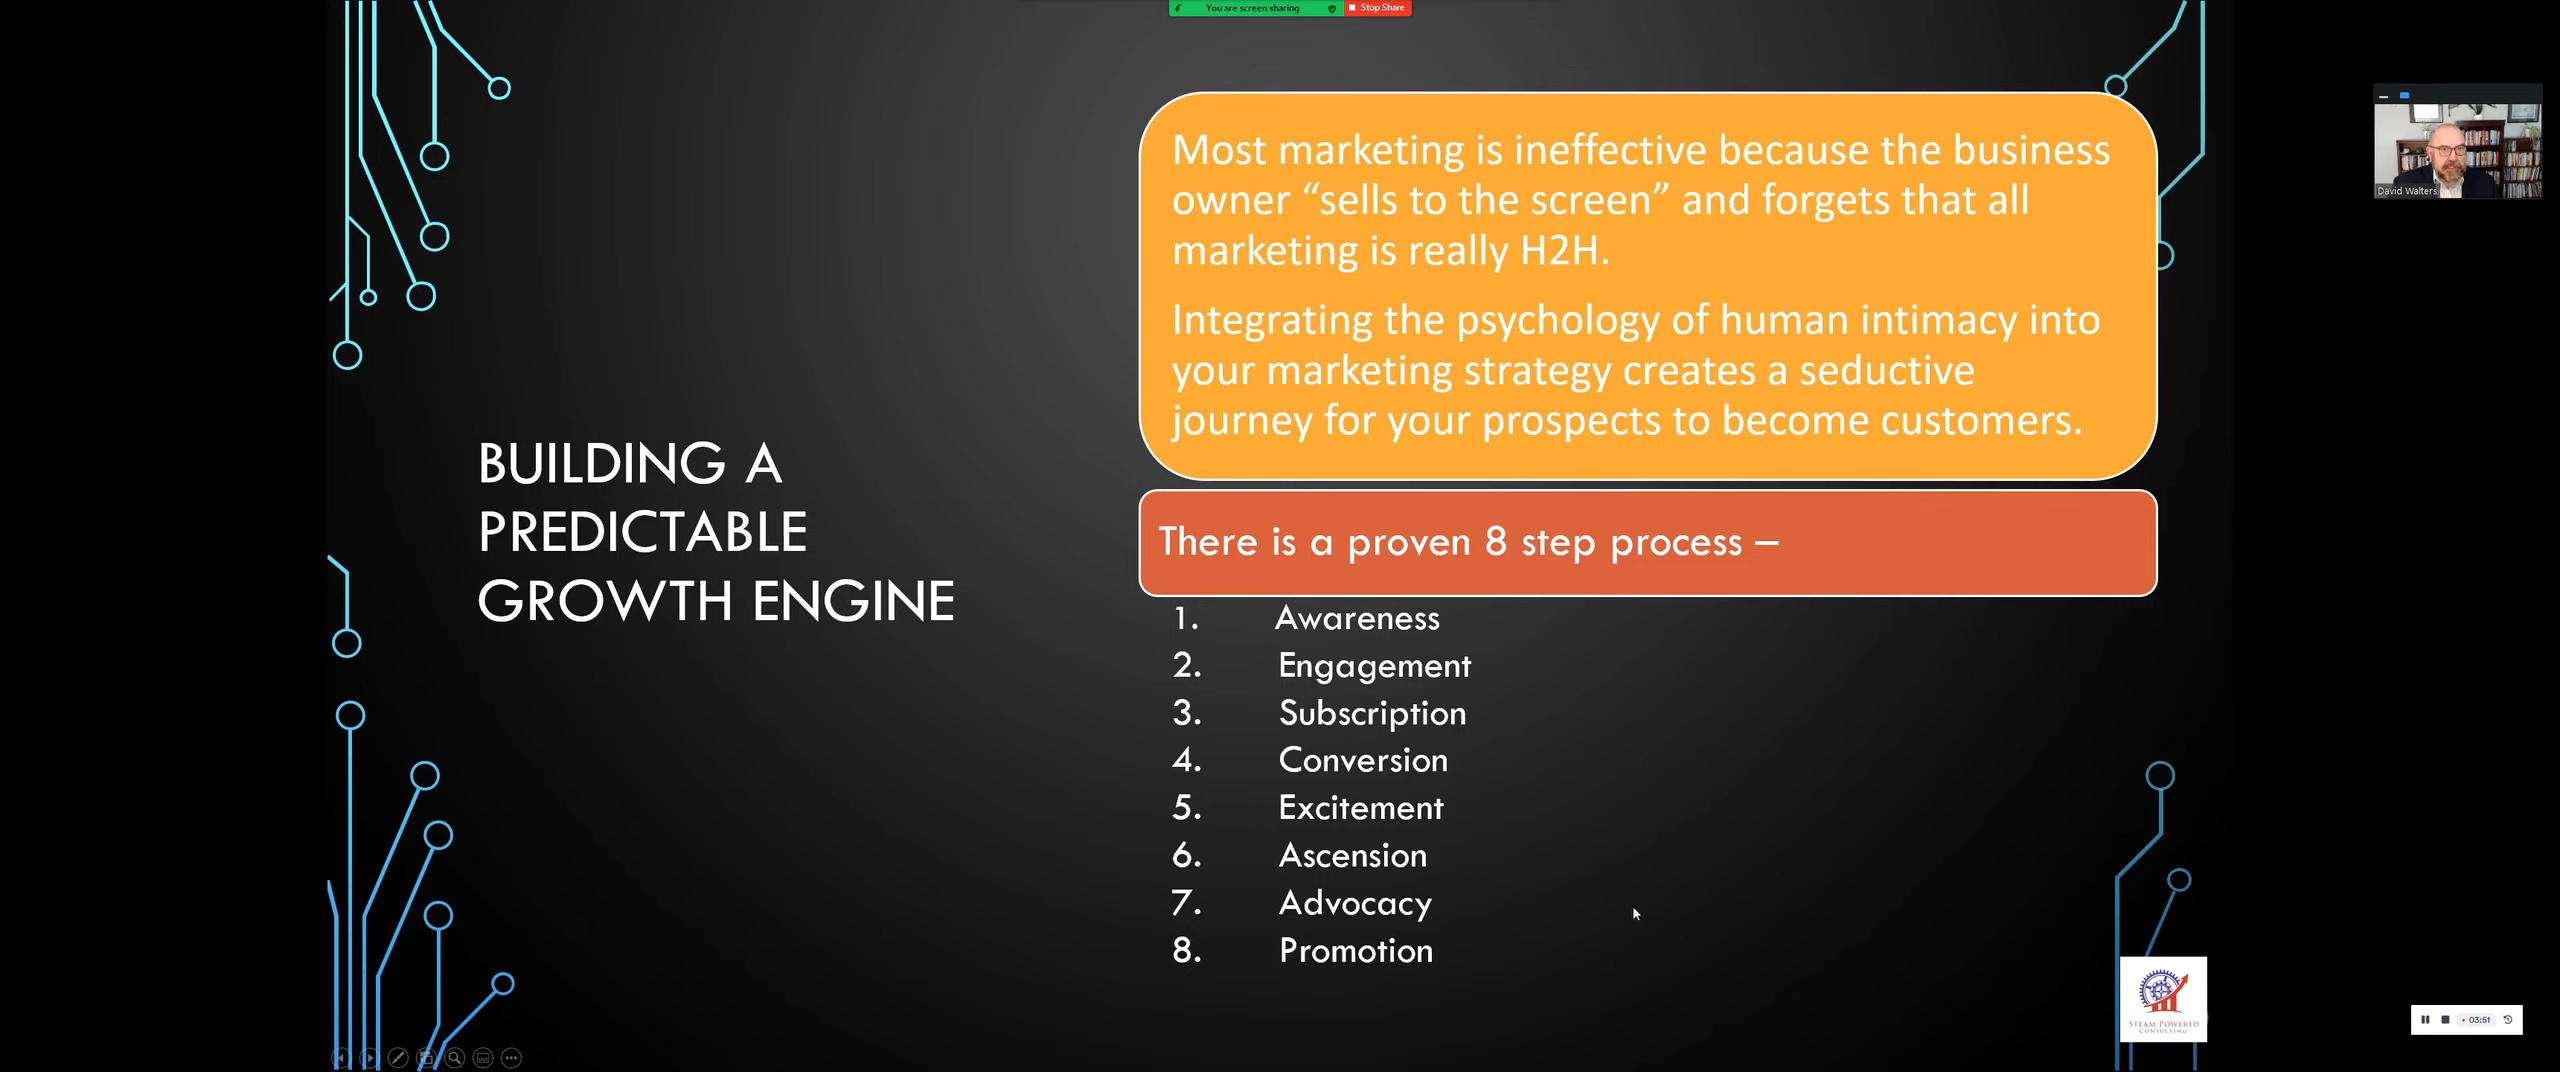 You are screen sharing
Stop Share
Most marketing is ineffective because the business
owner “sells to the screen” and forgets that all
marketing is really H2H.
Integrating the psychology of human intimacy into
your marketing strategy creates a seductive
journey for your prospects to become customers.
David Walters
BUILDING A
PREDICTABLE
GROWTH ENGINE
There is a proven 8 step process –
1. Awareness
2. Engagement
3. Subscription
4. Conversion
5. Excitement
6. Ascension
7. Advocacy
8. Promotion
STEAM POWERED
CONSULTING
03:51